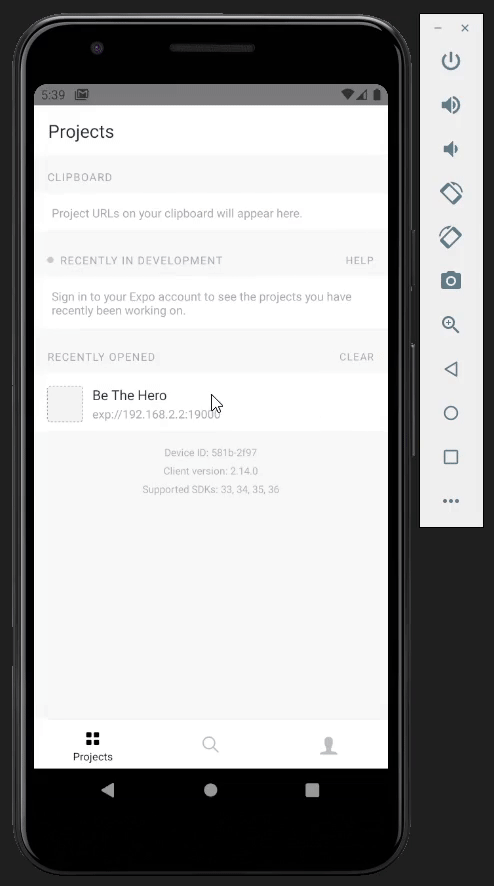 5:39
Projects
CLIPBOARD
Project URLs on your clipboard will appear here.
RECENTLY IN DEVELOPMENT HELP
Sign in to your Expo account to see the projects you have
recently been working on.
RECENTLY OPENED CLEAR
Be The Hero
exp://192.168.2.2:19000
Device ID: 581b-2f97
Client version: 2.14.0
Supported SDKs: 33, 34, 35, 36
Projects